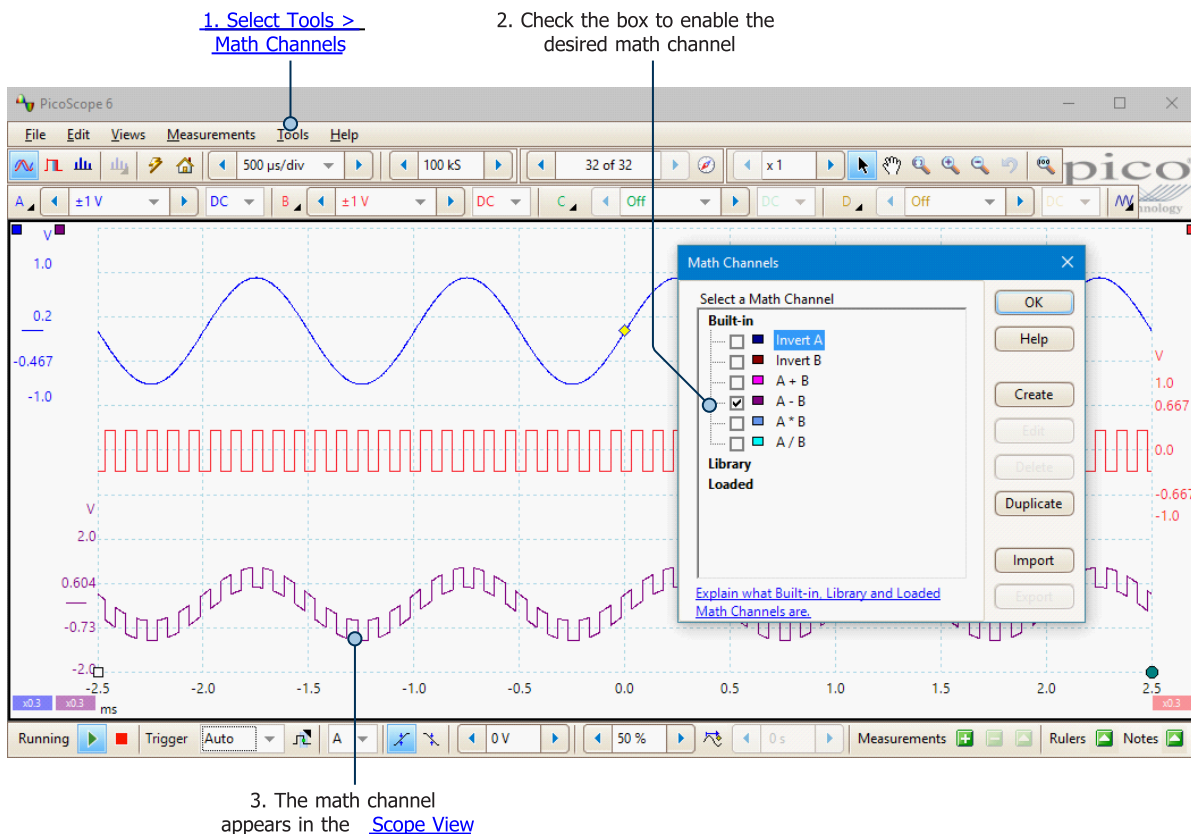 1. Select Tools >
Math Channels
2. Check the box to enable the
desired math channel
PicoScope 6
File Edit Views Measurements Tools Help
500 µs/div 100 kS 32 of 32 x 1
pico
A ±1 V DC B ±1 V DC C Off DC D Off DC
nology
V
1.0
0.2
-0.467
-1.0
V
2.0
0.604
-0.73
-2.0
Math Channels
Select a Math Channel
Built-in
Invert A
Invert B
A + B
A - B
A * B
A / B
Library
Loaded
Explain what Built-in, Library and Loaded
Math Channels are.
OK
Help
Create
Edit
Delete
Duplicate
Import
Export
V
1.0
0.667
0.0
-0.667
-1.0
-2.5 -2.0 -1.5 -1.0 -0.5 0.0 0.5 1.0 1.5 2.0 2.5
x0.3 x0.3 ms x0.3
Running Trigger Auto A 0 V 50 % 0 s Measurements Rulers Notes
3. The math channel
appears in the Scope View